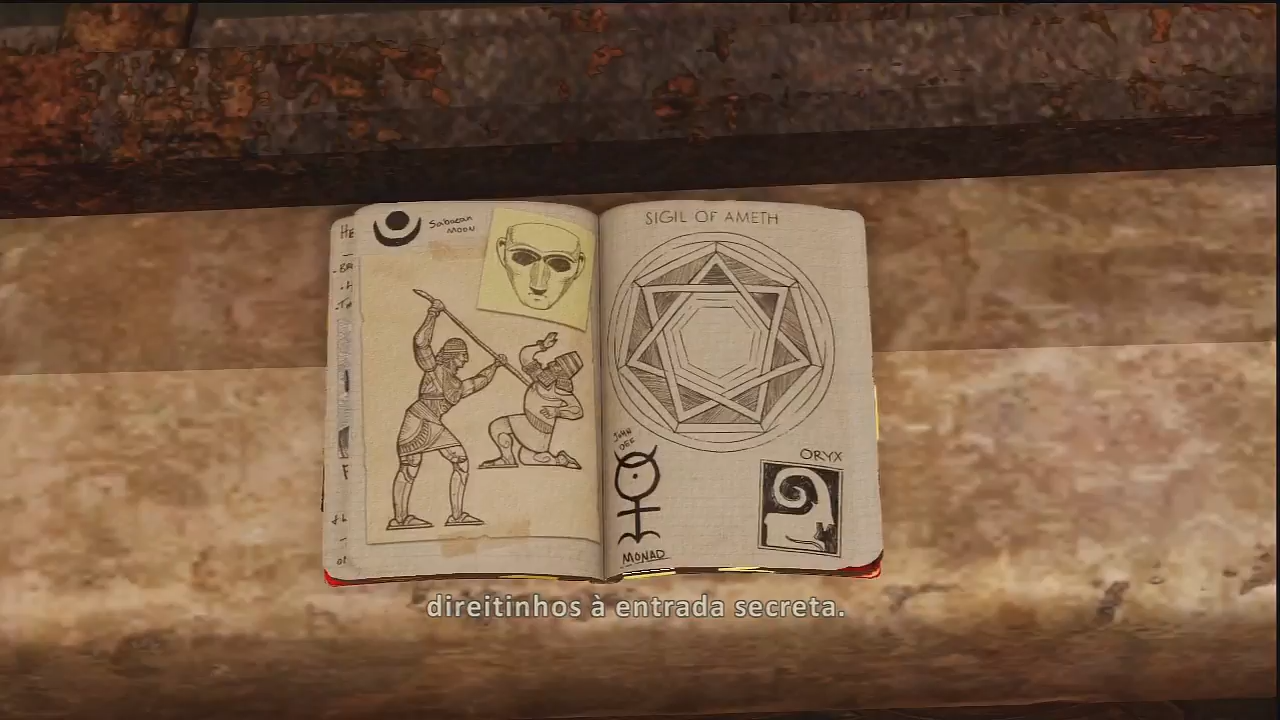 Sabaean
MOON
SIGIL OF AMETH
JOHN
DEE
ORYX
MONAD
direitinhos à entrada secreta.